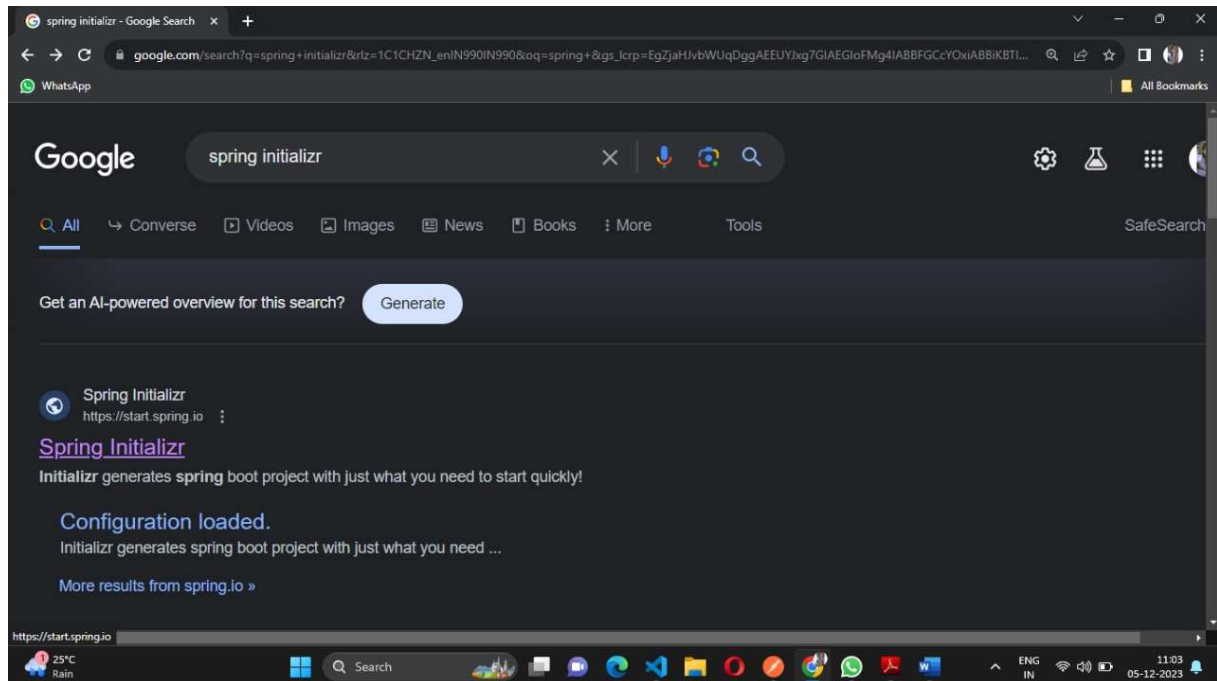 spring initializr - Google Search
google.com/search?q=spring+initializr&rlz=1C1CHZN_enIN990IN990&oq=spring+&gs_lcrp=EgZjaHJvbWUqDggAEEUYJxg7GIAEGIoFMg4IABBFGCcYOxiABBiKBTI...
WhatsApp
All Bookmarks
Google
spring initializr
All Converse Videos Images News Books More Tools SafeSearch
Get an AI-powered overview for this search? Generate
Spring Initializr
https://start.spring.io
Spring Initializr
Initializr generates spring boot project with just what you need to start quickly!
Configuration loaded.
Initializr generates spring boot project with just what you need ...
More results from spring.io »
https://start.spring.io
1 25°C
Rain
Search
ENG
IN
11:03
05-12-2023